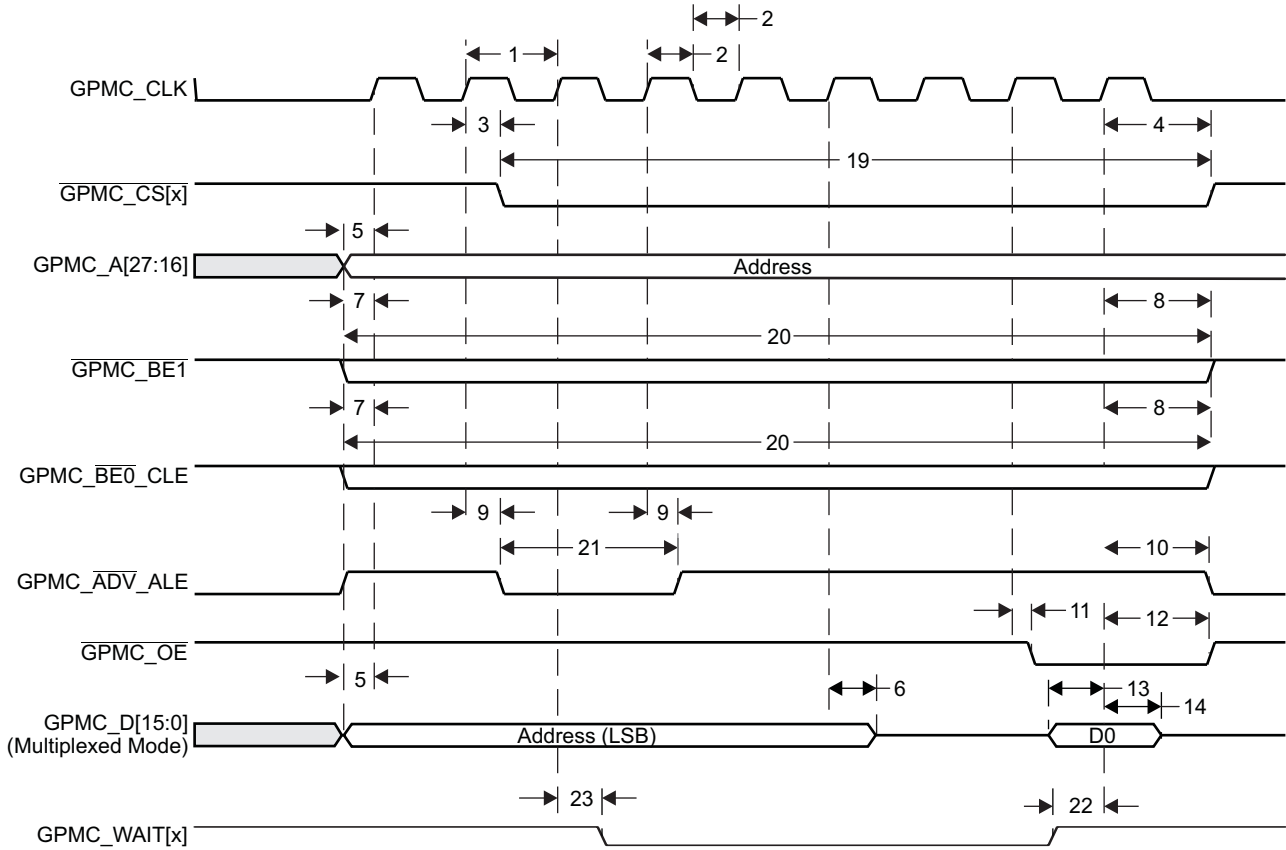 2
1
2
GPMC_CLK
3
4
19
GPMC_CS[x]
5
GPMC_A[27:16]
Address
7
8
20
GPMC_BE1
7
8
20
GPMC_BE0_CLE
9
9
21
10
GPMC_ADV_ALE
11
12
GPMC_OE
5
6
13
14
GPMC_D[15:0]
(Multiplexed Mode)
Address (LSB)
D0
23
22
GPMC_WAIT[x]